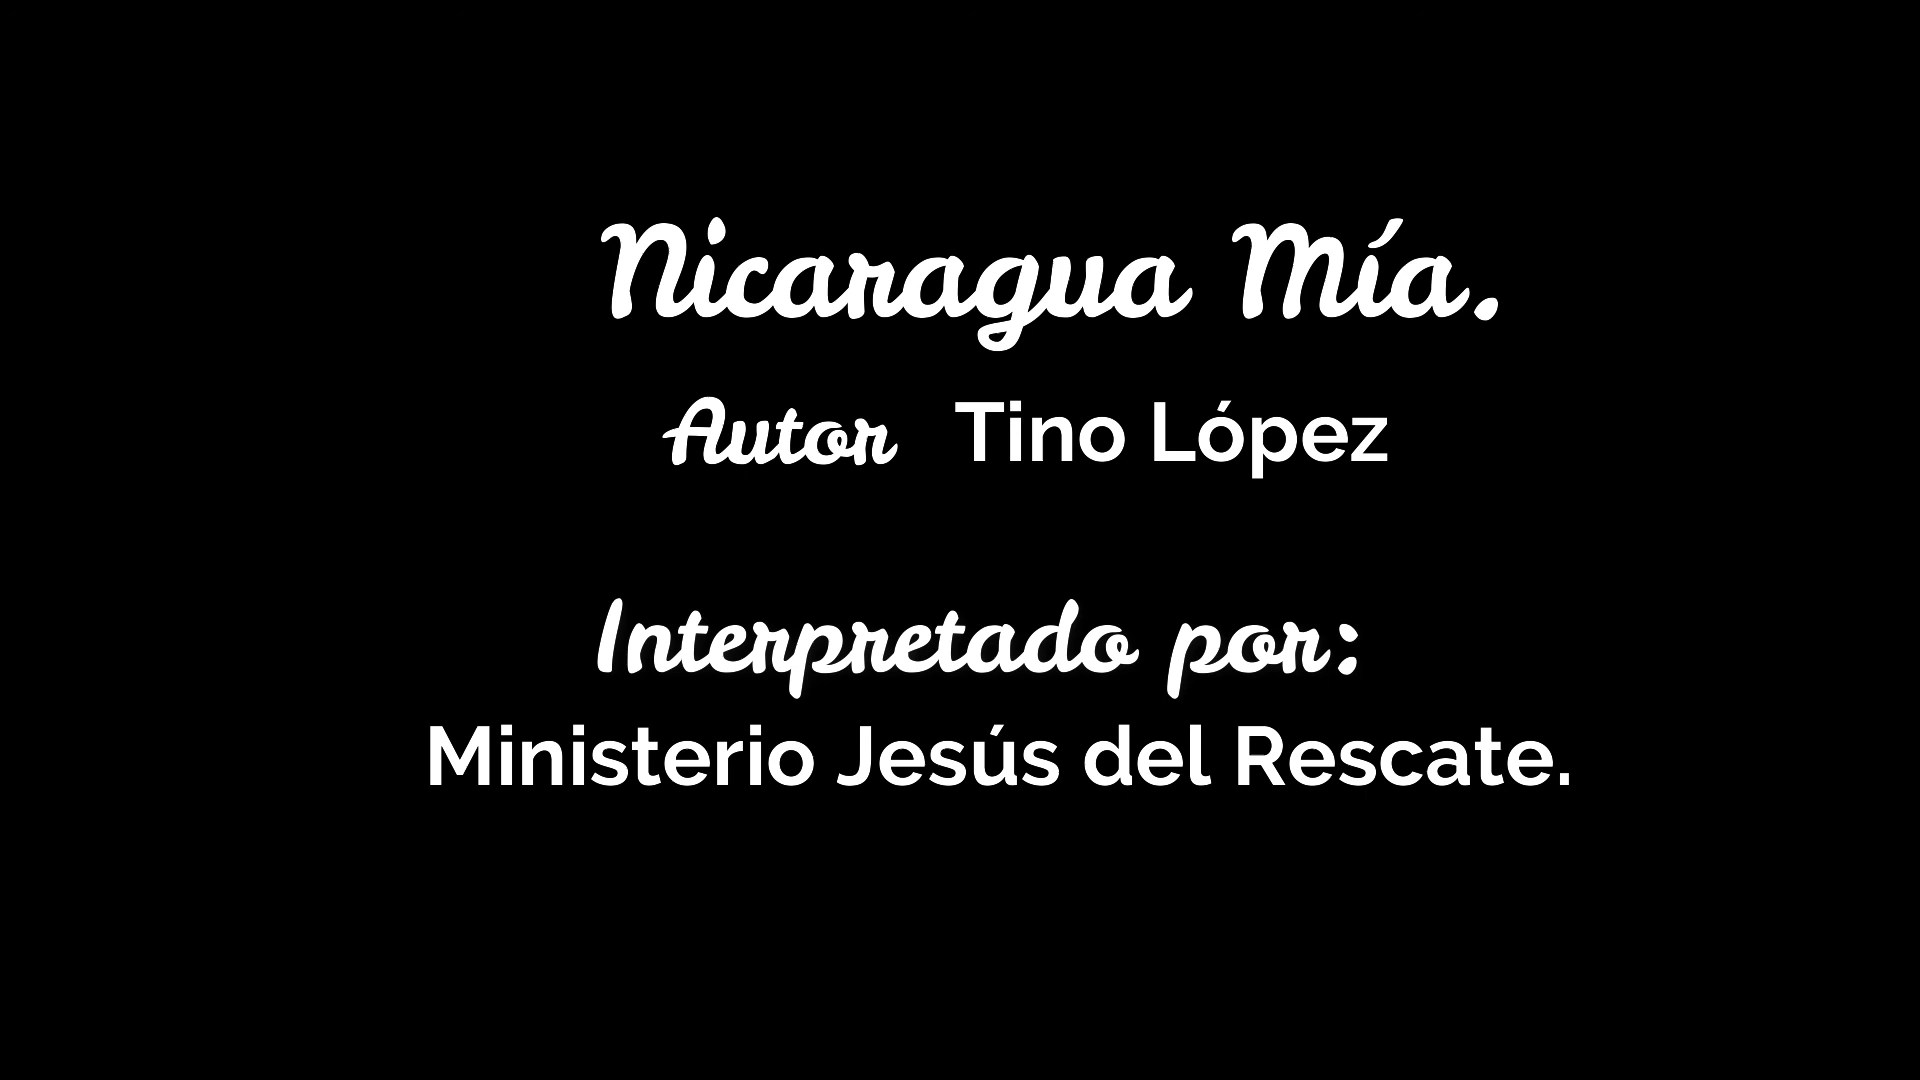 Nicaragua Mía.
Autor Tino López
Interpretado por:
Ministerio Jesús del Rescate.